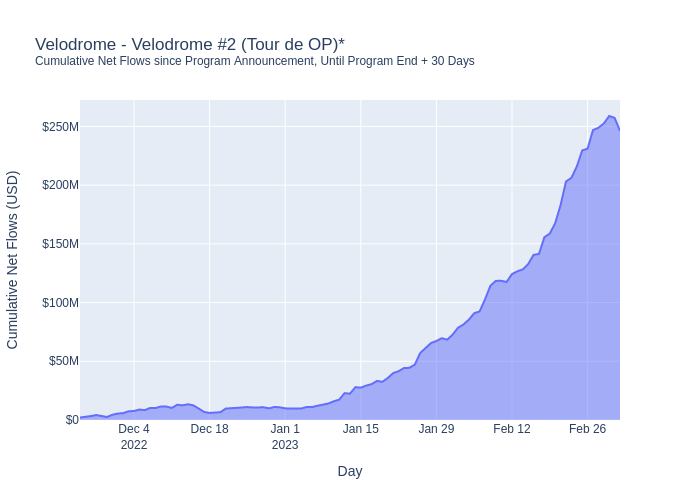 Velodrome - Velodrome #2 (Tour de OP)*
Cumulative Net Flows since Program Announcement, Until Program End + 30 Days
Cumulative Net Flows (USD)
$250M
$200M
$150M
$100M
$50M
$0
Dec 4 Dec 18 Jan 1 Jan 15 Jan 29 Feb 12 Feb 26
2022 2023
Day